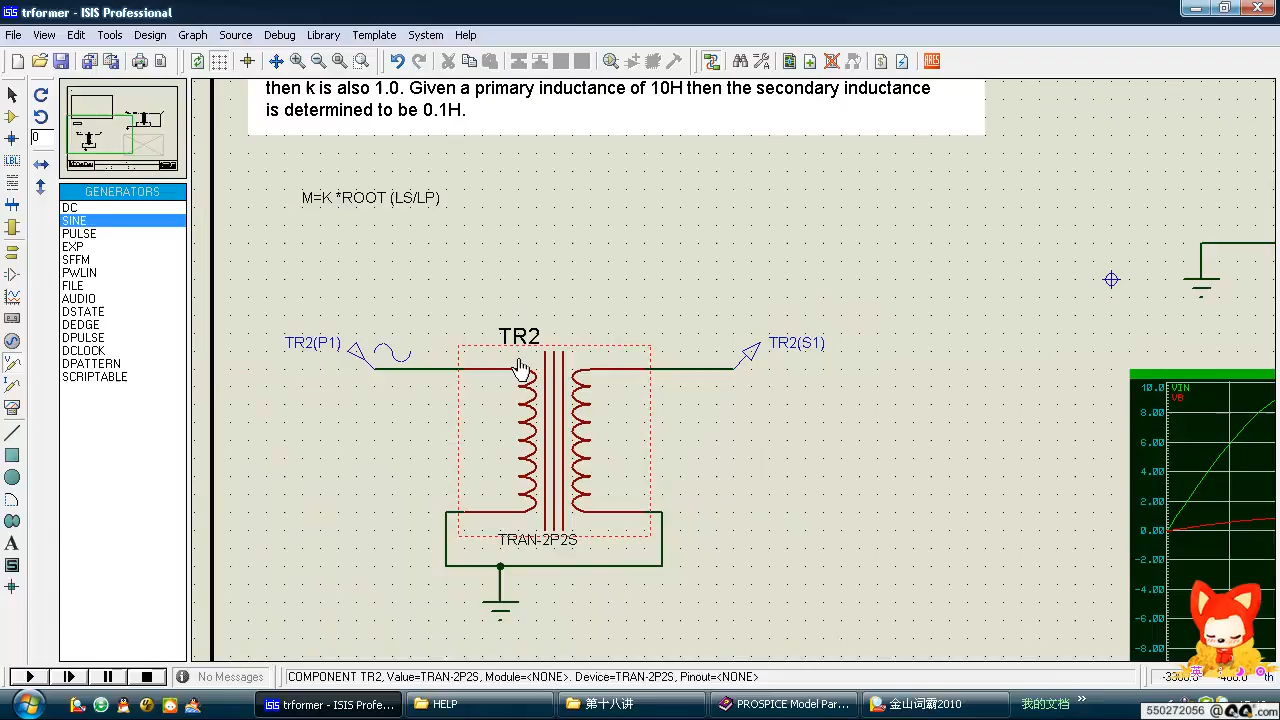 trformer - ISIS Professional
File View Edit Tools Design Graph Source Debug Library Template System Help
then k is also 1.0. Given a primary inductance of 10H then the secondary inductance
is determined to be 0.1H.
0
LBL
GENERATORS
DC
SINE
PULSE
EXP
SFFM
PWLIN
FILE
AUDIO
DSTATE
DEDGE
DPULSE
DCLOCK
DPATTERN
SCRIPTABLE
M=K *ROOT (LS/LP)
TR2
TR2(P1)
TR2(S1)
TRAN-2P2S
10.0 VIN
VB
8.00
6.00
4.00
2.00
0.00
-2.00
-4.00
-6.00
-8.00
英
No Messages
COMPONENT TR2, Value=TRAN-2P2S, Module=<NONE>, Device=TRAN-2P2S, Pinout=<NONE>
trformer - ISIS Profe...
HELP
第十八讲
PROSPICE Model Par...
金山词霸2010
我的文档
550272056 @QQ.com